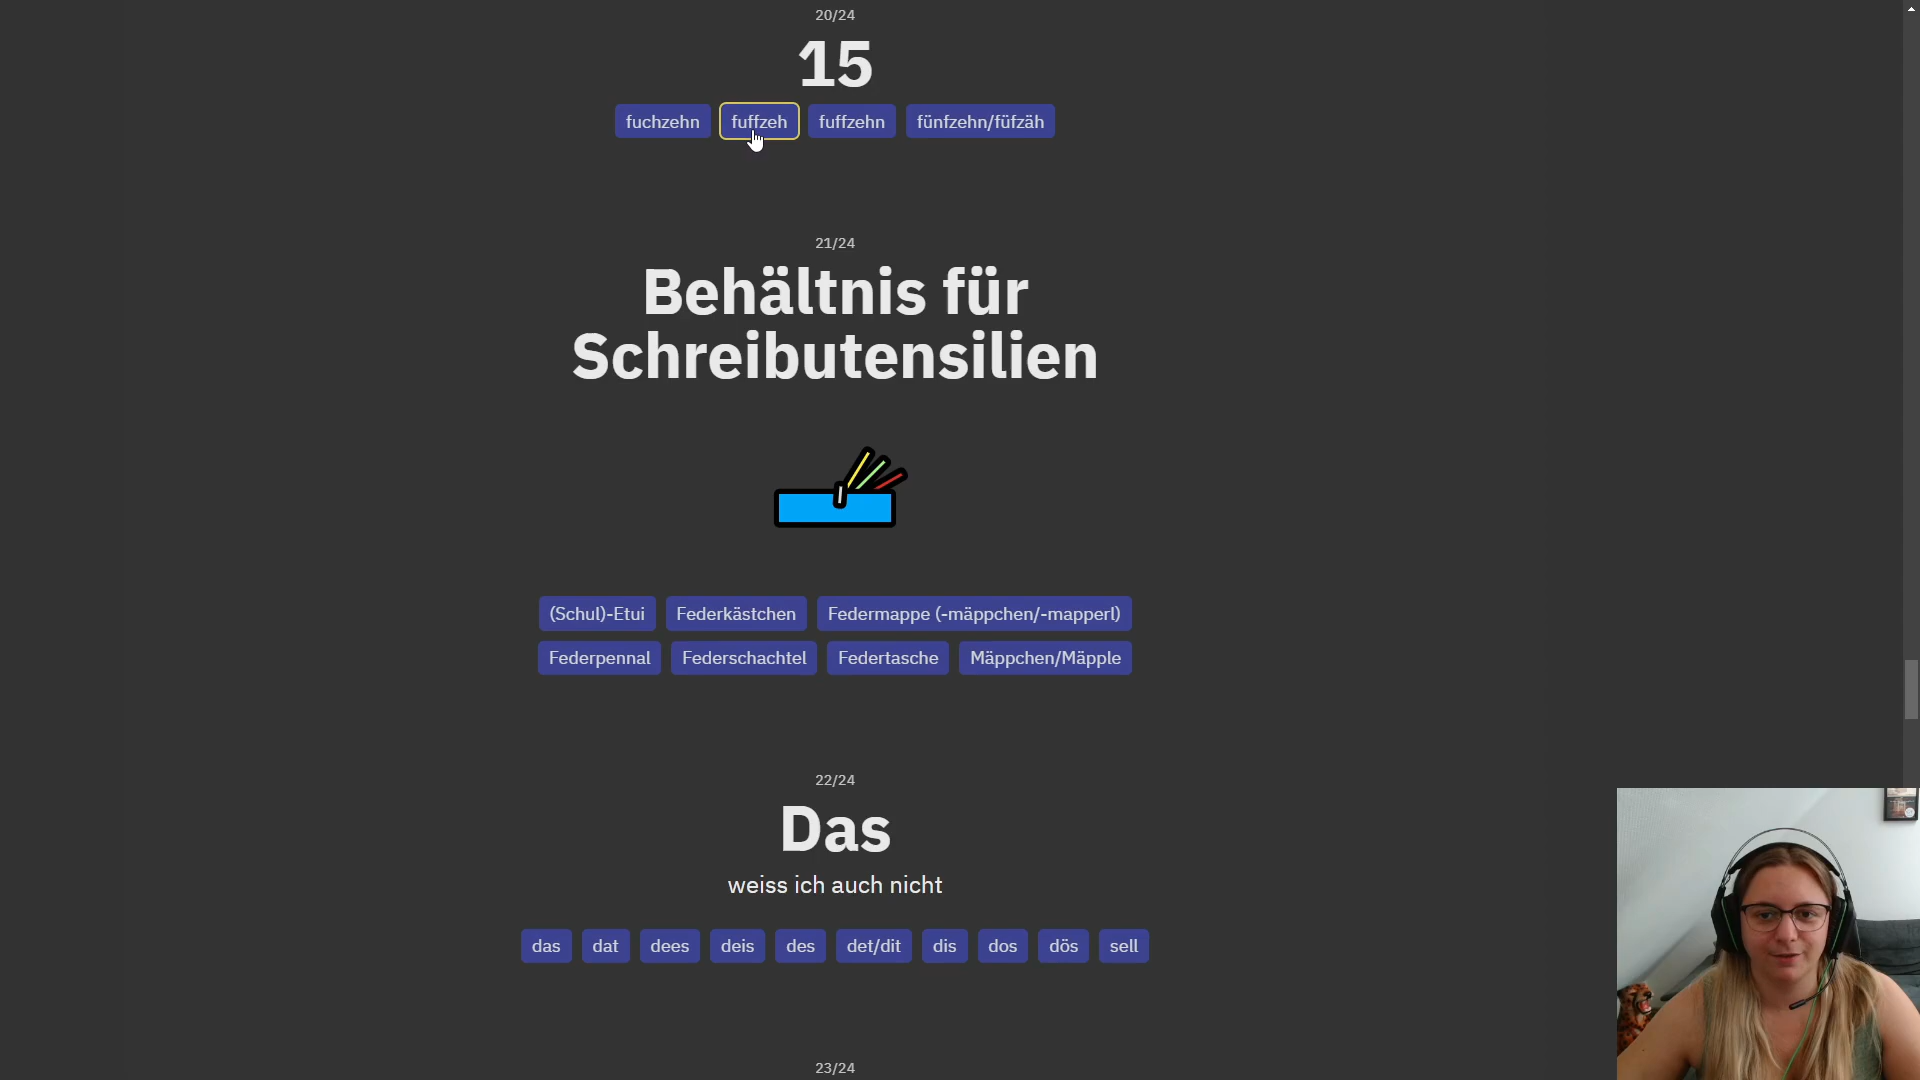 20/24
15
fuchzehn fuffzeh fuffzehn fünfzehn/füfzäh
21/24
Behältnis für
Schreibutensilien
(Schul)-Etui Federkästchen Federmappe (-mäppchen/-mapperl)
Federpennal Federschachtel Federtasche Mäppchen/Mäpple
22/24
Das
weiss ich auch nicht
das dat dees deis des det/dit dis dos dös sell
23/24